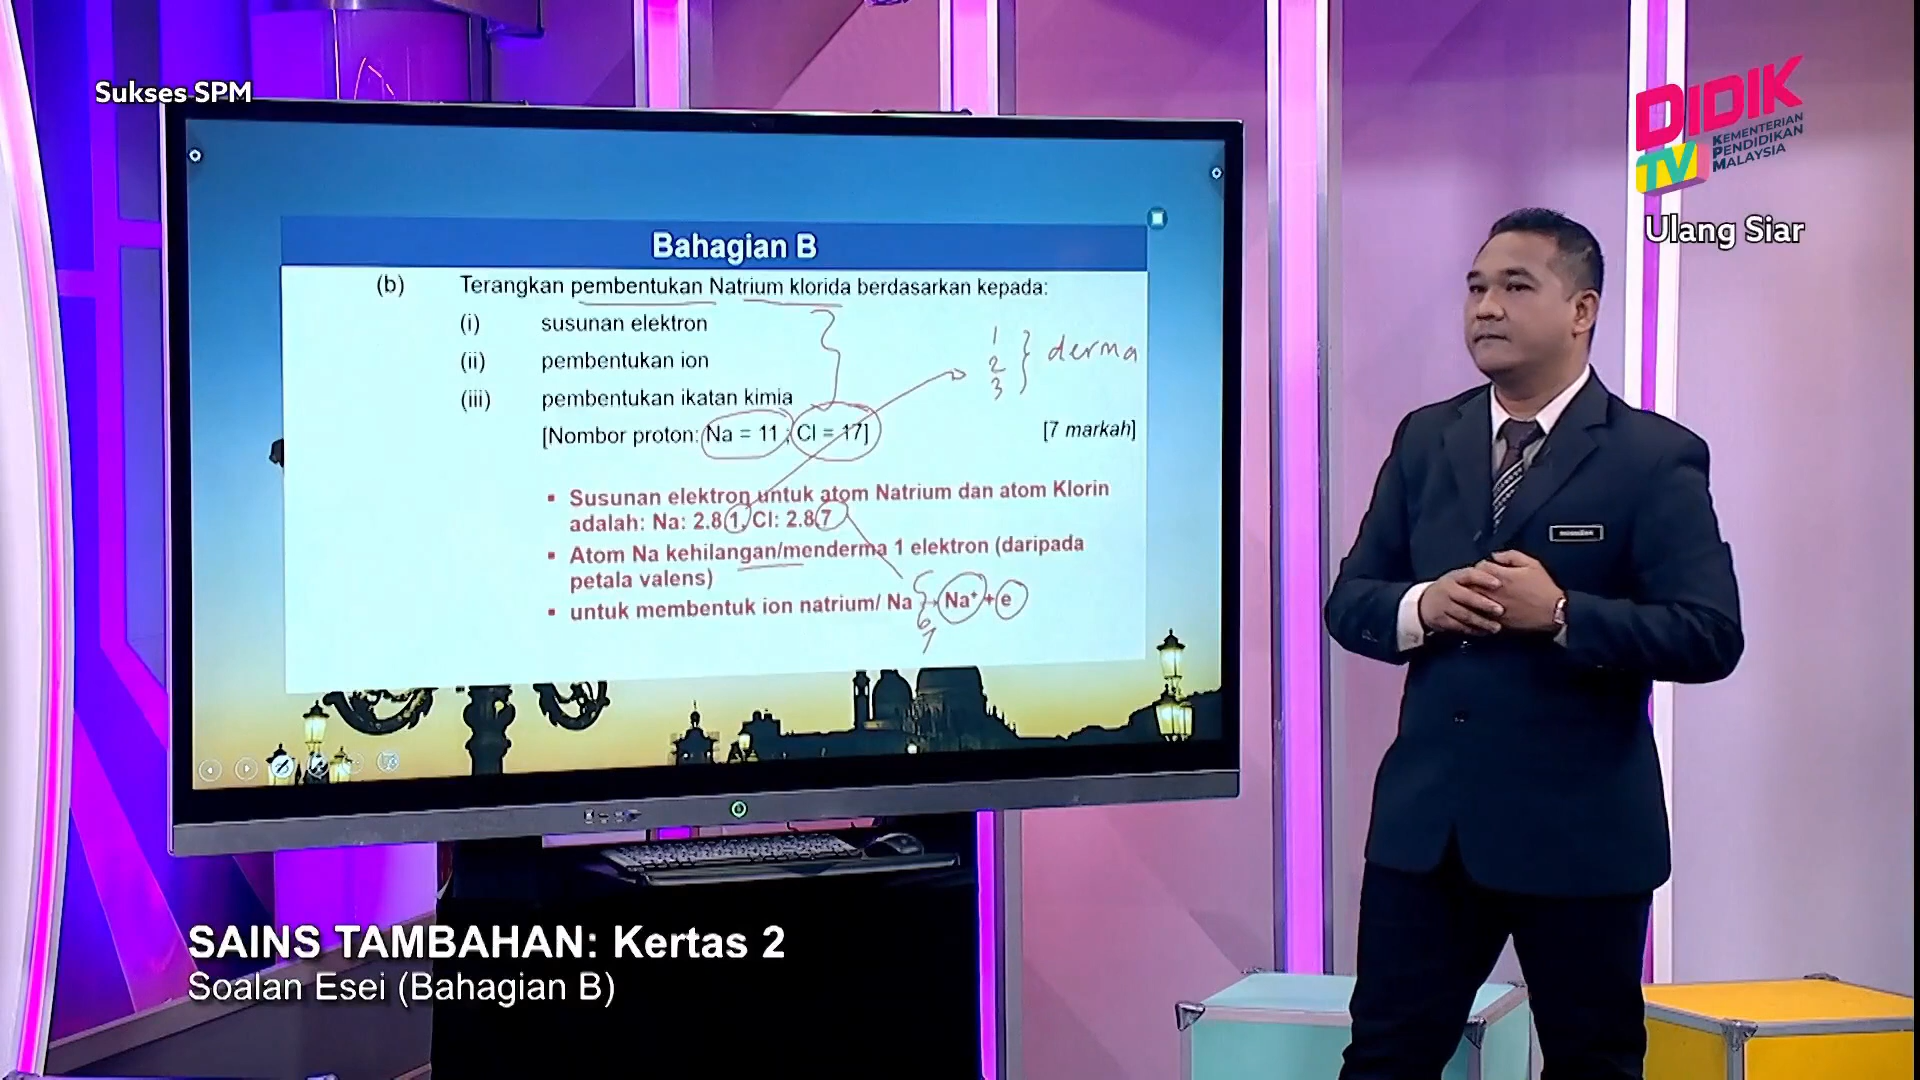 Sukses SPM
DIDIK
TV
KEMENTERIAN
PENDIDIKAN
MALAYSIA
Ulang Siar
Bahagian B
(b) Terangkan pembentukan Natrium klorida berdasarkan kepada:
(i) susunan elektron
(ii) pembentukan ion
(iii) pembentukan ikatan kimia
[Nombor proton: Na = 11 ; Cl = 17]
[7 markah]
1
2
3
} derma
▪ Susunan elektron untuk atom Natrium dan atom Klorin
adalah: Na: 2.8.1, Cl: 2.8.7
▪ Atom Na kehilangan/menderma 1 elektron (daripada
petala valens)
▪ untuk membentuk ion natrium/ Na → Na⁺ + e
6
7
SAINS TAMBAHAN: Kertas 2
Soalan Esei (Bahagian B)